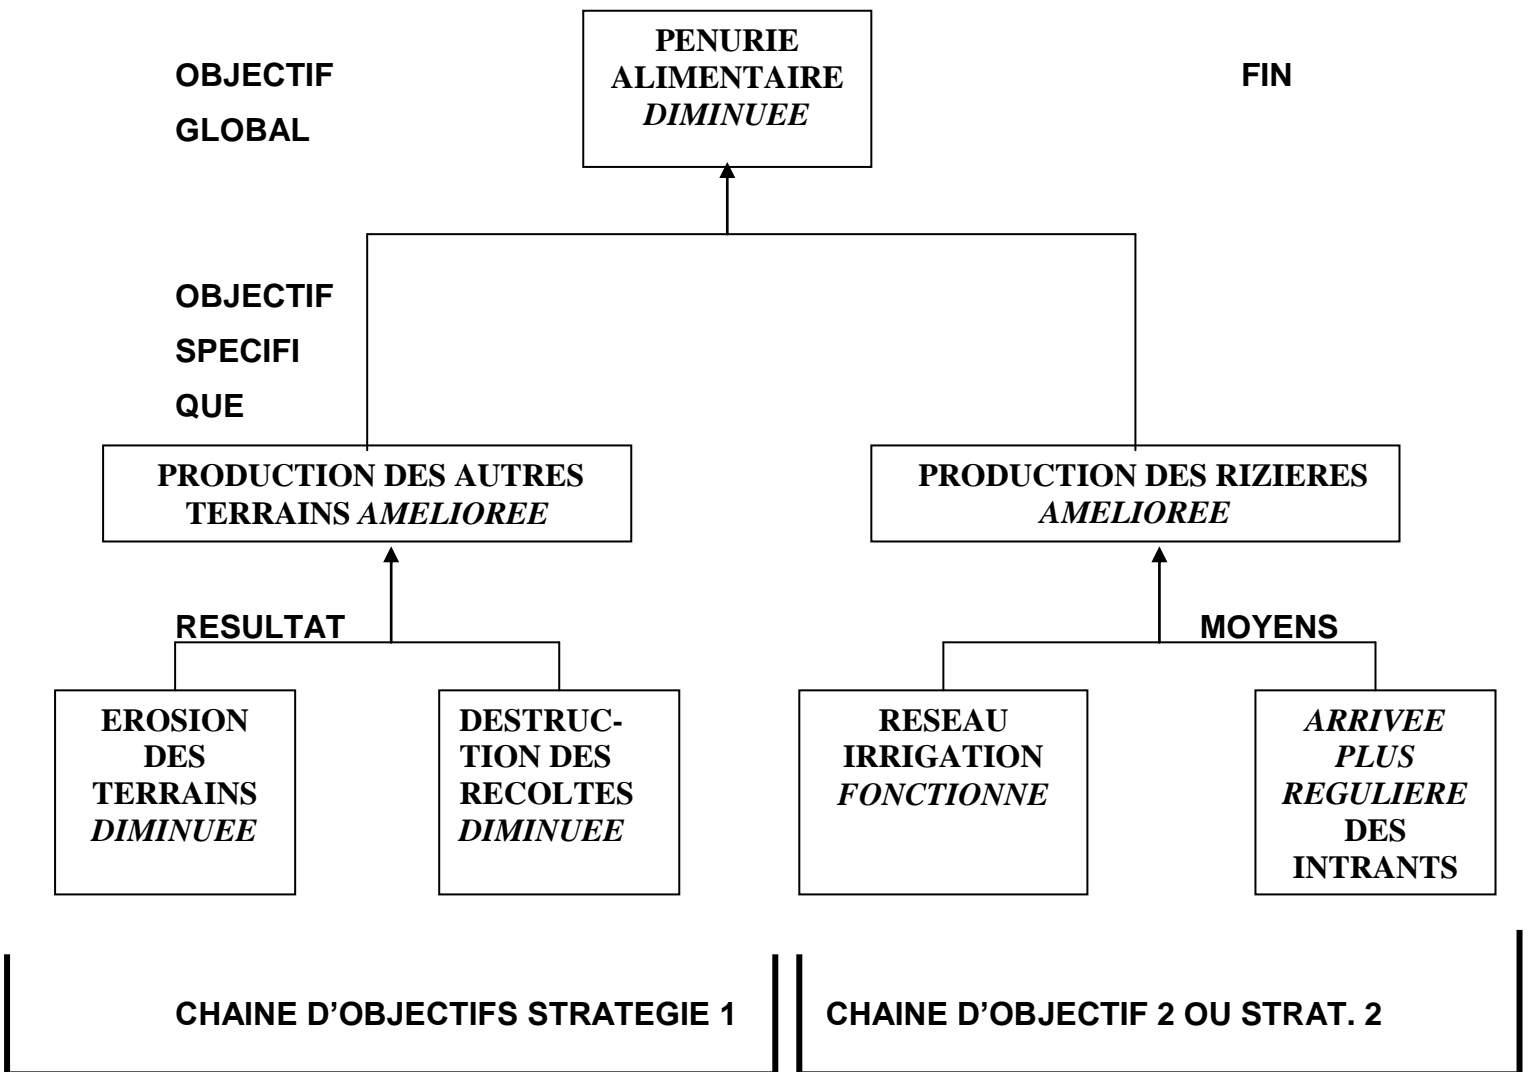 PENURIE
ALIMENTAIRE
DIMINUEE
OBJECTIF
GLOBAL
FIN
OBJECTIF
SPECIFI
QUE
PRODUCTION DES AUTRES
TERRAINS AMELIOREE
PRODUCTION DES RIZIERES
AMELIOREE
RESULTAT
MOYENS
EROSION
DES
TERRAINS
DIMINUEE
DESTRUC-
TION DES
RECOLTES
DIMINUEE
RESEAU
IRRIGATION
FONCTIONNE
ARRIVEE
PLUS
REGULIERE
DES
INTRANTS
CHAINE D’OBJECTIFS STRATEGIE 1
CHAINE D’OBJECTIF 2 OU STRAT. 2